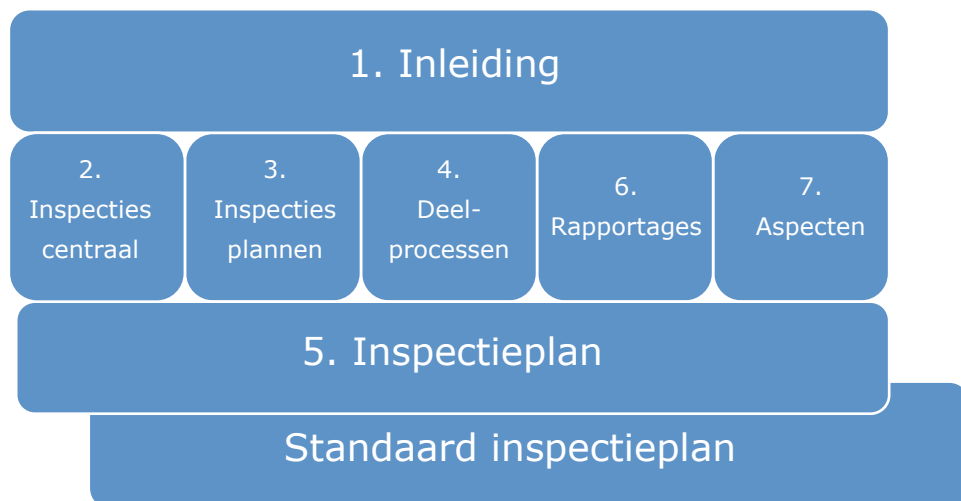 1. Inleiding
2.
Inspecties
centraal
3.
Inspecties
plannen
4.
Deel-
processen
6.
Rapportages
7.
Aspecten
5. Inspectieplan
Standaard inspectieplan